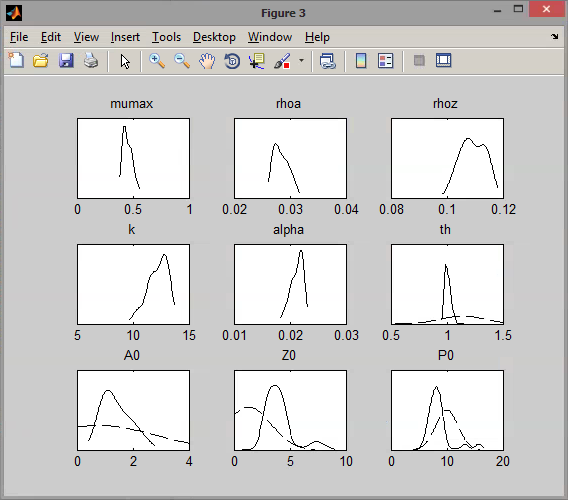 Figure 3
File Edit View Insert Tools Desktop Window Help
mumax rhoa rhoz
0 0.5 1 0.02 0.03 0.04 0.08 0.1 0.12
k alpha th
5 10 15 0.01 0.02 0.03 0.5 1 1.5
A0 Z0 P0
0 2 4 0 5 10 0 10 20